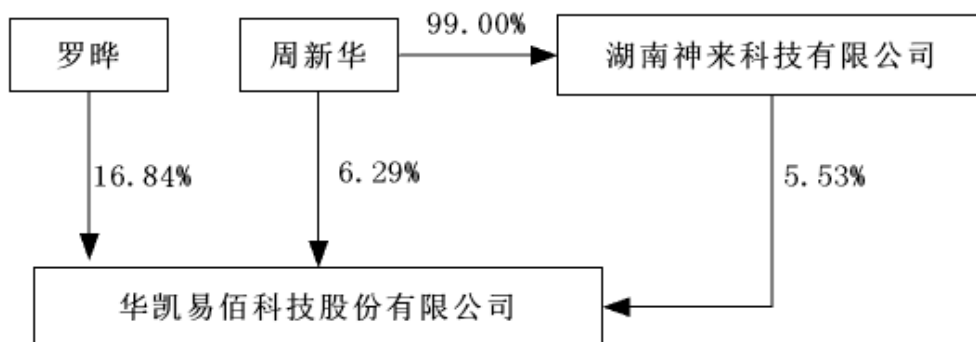 99.00%
罗晔
周新华
湖南神来科技有限公司
16.84%
6.29%
5.53%
华凯易佰科技股份有限公司